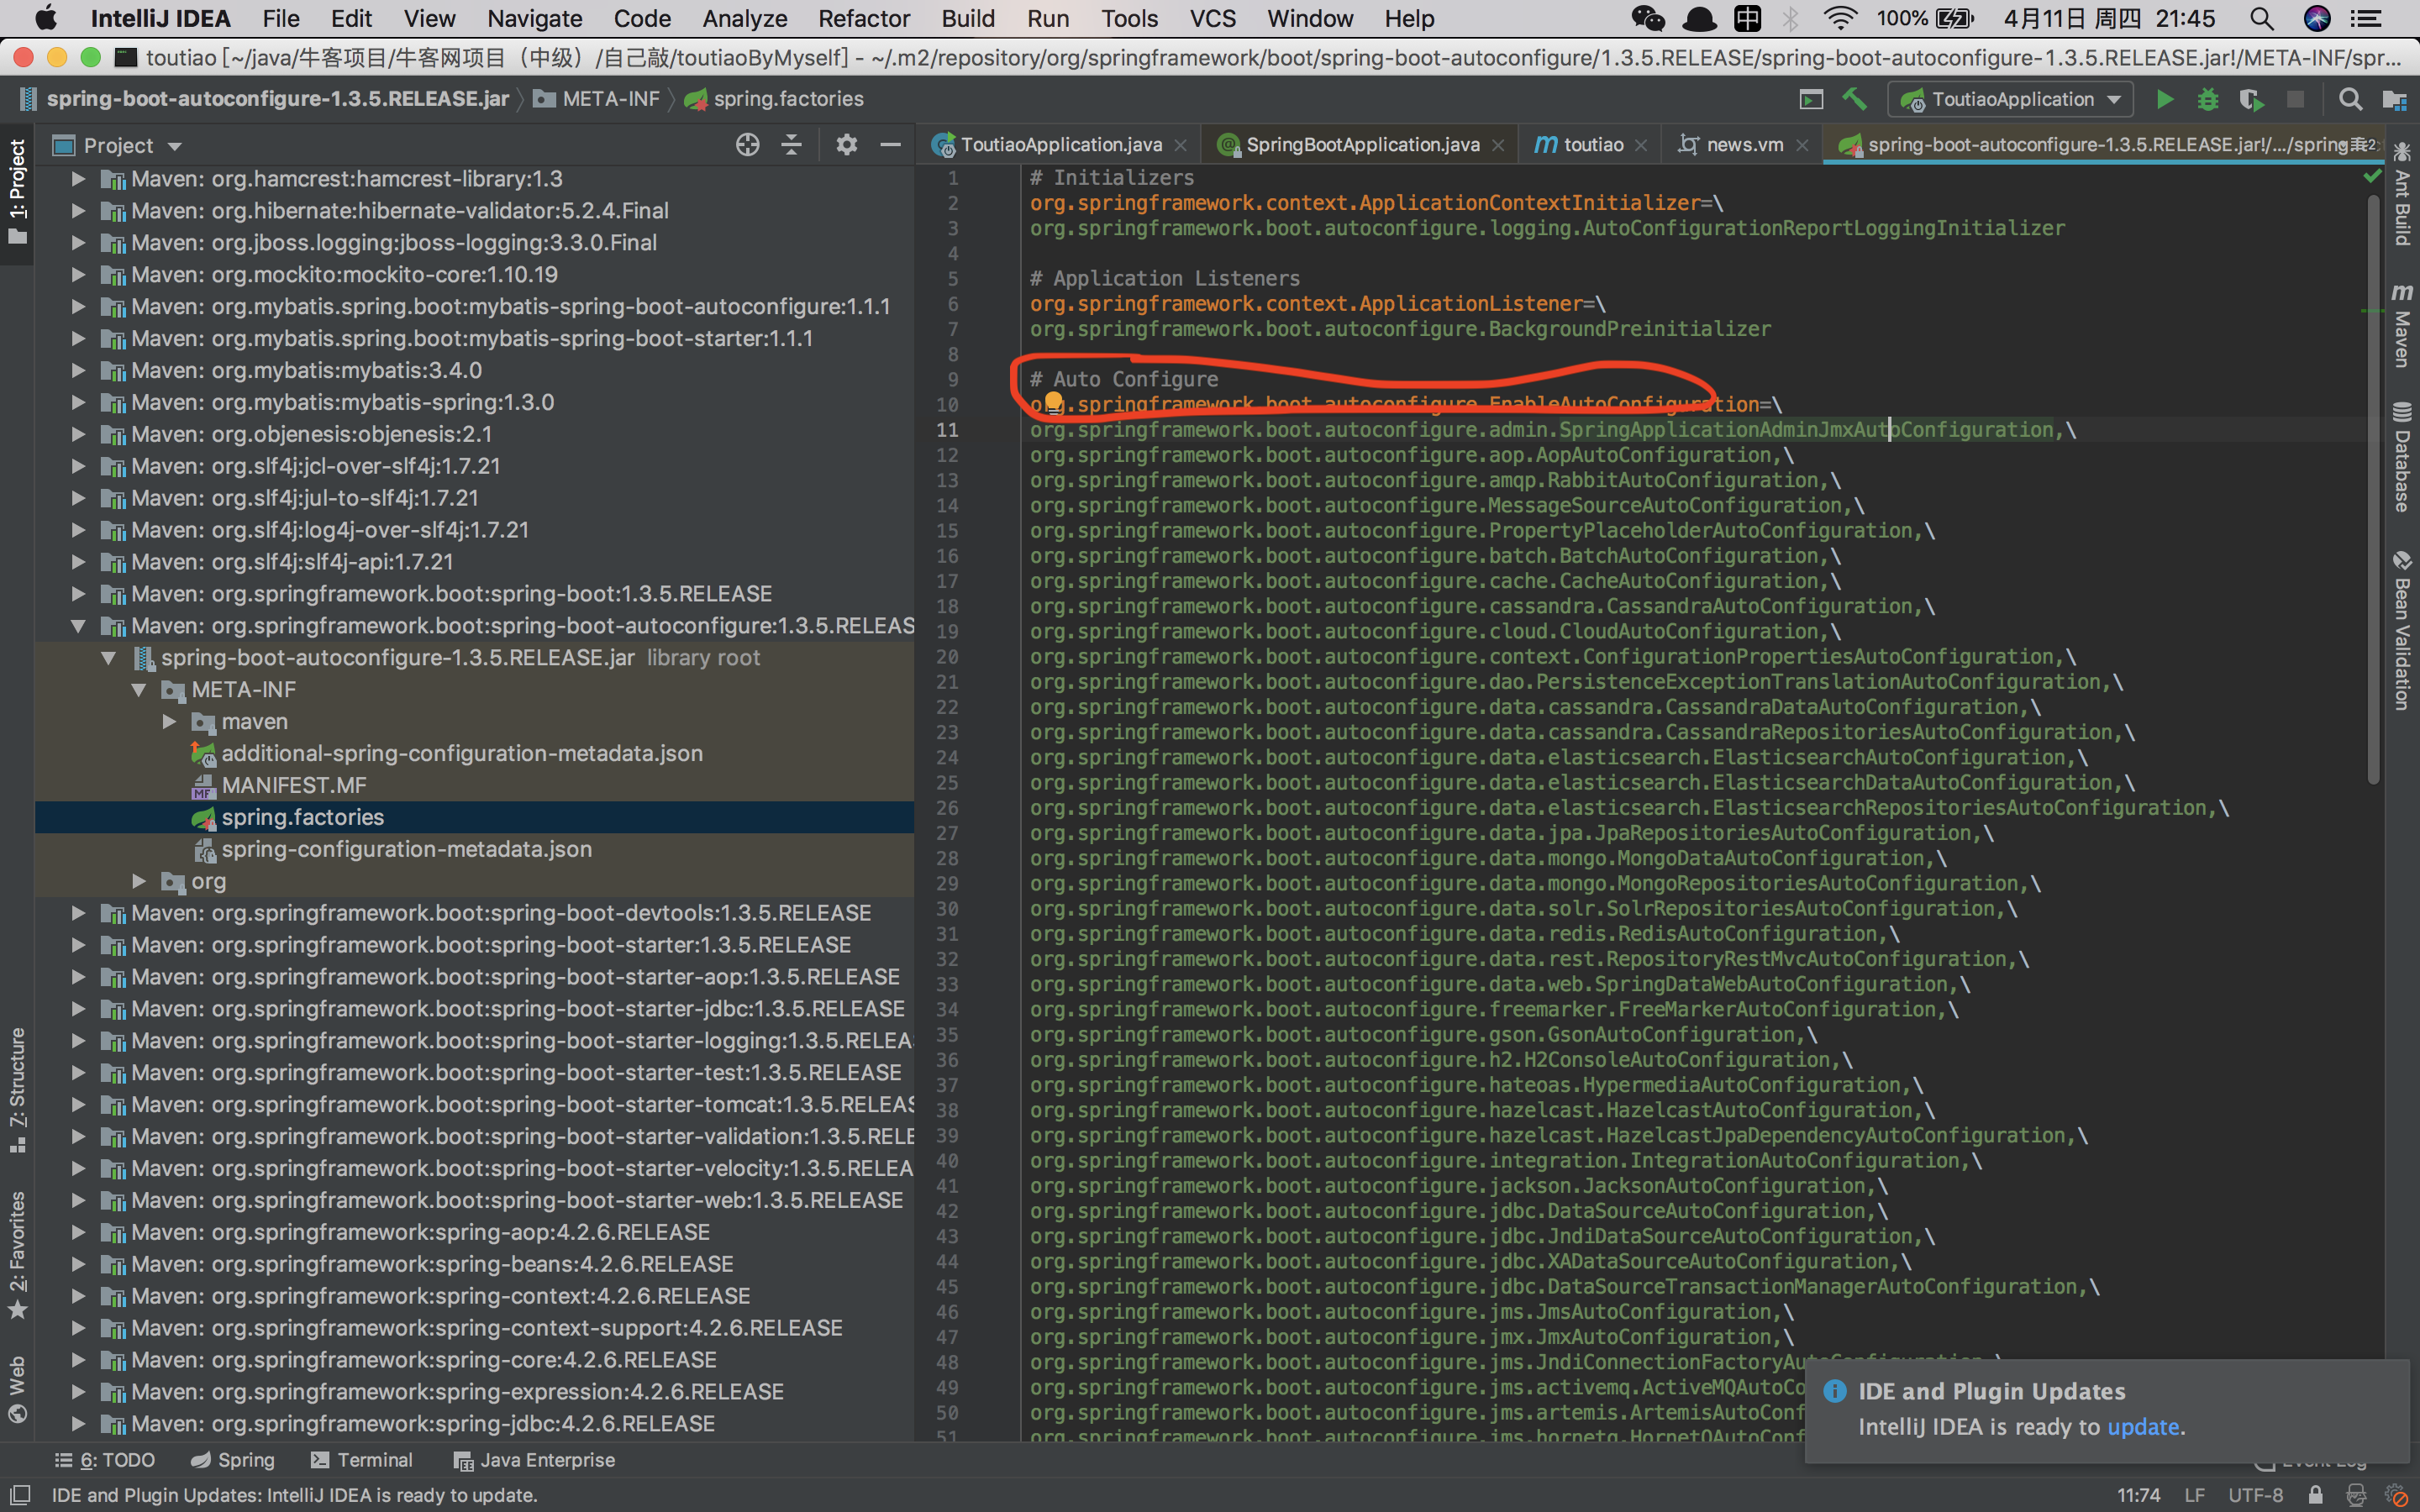 IntelliJ IDEA File Edit View Navigate Code Analyze Refactor Build Run Tools VCS Window Help 中 100% 4月11日 周四 21:45
toutiao [~/java/牛客项目/牛客网项目（中级）/自己敲/toutiaoByMyself] - ~/.m2/repository/org/springframework/boot/spring-boot-autoconfigure/1.3.5.RELEASE/spring-boot-autoconfigure-1.3.5.RELEASE.jar!/META-INF/spr...
spring-boot-autoconfigure-1.3.5.RELEASE.jar META-INF spring.factories ToutiaoApplication
1: Project
Z: Structure
2: Favorites
Web
Project
Maven: org.hamcrest:hamcrest-library:1.3
Maven: org.hibernate:hibernate-validator:5.2.4.Final
Maven: org.jboss.logging:jboss-logging:3.3.0.Final
Maven: org.mockito:mockito-core:1.10.19
Maven: org.mybatis.spring.boot:mybatis-spring-boot-autoconfigure:1.1.1
Maven: org.mybatis.spring.boot:mybatis-spring-boot-starter:1.1.1
Maven: org.mybatis:mybatis:3.4.0
Maven: org.mybatis:mybatis-spring:1.3.0
Maven: org.objenesis:objenesis:2.1
Maven: org.slf4j:jcl-over-slf4j:1.7.21
Maven: org.slf4j:jul-to-slf4j:1.7.21
Maven: org.slf4j:log4j-over-slf4j:1.7.21
Maven: org.slf4j:slf4j-api:1.7.21
Maven: org.springframework.boot:spring-boot:1.3.5.RELEASE
Maven: org.springframework.boot:spring-boot-autoconfigure:1.3.5.RELEAS
spring-boot-autoconfigure-1.3.5.RELEASE.jar library root
META-INF
maven
additional-spring-configuration-metadata.json
MANIFEST.MF
spring.factories
spring-configuration-metadata.json
org
Maven: org.springframework.boot:spring-boot-devtools:1.3.5.RELEASE
Maven: org.springframework.boot:spring-boot-starter:1.3.5.RELEASE
Maven: org.springframework.boot:spring-boot-starter-aop:1.3.5.RELEASE
Maven: org.springframework.boot:spring-boot-starter-jdbc:1.3.5.RELEASE
Maven: org.springframework.boot:spring-boot-starter-logging:1.3.5.RELEA
Maven: org.springframework.boot:spring-boot-starter-test:1.3.5.RELEASE
Maven: org.springframework.boot:spring-boot-starter-tomcat:1.3.5.RELEAS
Maven: org.springframework.boot:spring-boot-starter-validation:1.3.5.RELE
Maven: org.springframework.boot:spring-boot-starter-velocity:1.3.5.RELEA
Maven: org.springframework.boot:spring-boot-starter-web:1.3.5.RELEASE
Maven: org.springframework:spring-aop:4.2.6.RELEASE
Maven: org.springframework:spring-beans:4.2.6.RELEASE
Maven: org.springframework:spring-context:4.2.6.RELEASE
Maven: org.springframework:spring-context-support:4.2.6.RELEASE
Maven: org.springframework:spring-core:4.2.6.RELEASE
Maven: org.springframework:spring-expression:4.2.6.RELEASE
Maven: org.springframework:spring-jdbc:4.2.6.RELEASE
ToutiaoApplication.java SpringBootApplication.java toutiao news.vm spring-boot-autoconfigure-1.3.5.RELEASE.jar!/.../spring
1 # Initializers
2 org.springframework.context.ApplicationContextInitializer=\
3 org.springframework.boot.autoconfigure.logging.AutoConfigurationReportLoggingInitializer
4
5 # Application Listeners
6 org.springframework.context.ApplicationListener=\
7 org.springframework.boot.autoconfigure.BackgroundPreinitializer
8
9 # Auto Configure
10 org.springframework.boot.autoconfigure.EnableAutoConfiguration=\
11 org.springframework.boot.autoconfigure.admin.SpringApplicationAdminJmxAutoConfiguration,\
12 org.springframework.boot.autoconfigure.aop.AopAutoConfiguration,\
13 org.springframework.boot.autoconfigure.amqp.RabbitAutoConfiguration,\
14 org.springframework.boot.autoconfigure.MessageSourceAutoConfiguration,\
15 org.springframework.boot.autoconfigure.PropertyPlaceholderAutoConfiguration,\
16 org.springframework.boot.autoconfigure.batch.BatchAutoConfiguration,\
17 org.springframework.boot.autoconfigure.cache.CacheAutoConfiguration,\
18 org.springframework.boot.autoconfigure.cassandra.CassandraAutoConfiguration,\
19 org.springframework.boot.autoconfigure.cloud.CloudAutoConfiguration,\
20 org.springframework.boot.autoconfigure.context.ConfigurationPropertiesAutoConfiguration,\
21 org.springframework.boot.autoconfigure.dao.PersistenceExceptionTranslationAutoConfiguration,\
22 org.springframework.boot.autoconfigure.data.cassandra.CassandraDataAutoConfiguration,\
23 org.springframework.boot.autoconfigure.data.cassandra.CassandraRepositoriesAutoConfiguration,\
24 org.springframework.boot.autoconfigure.data.elasticsearch.ElasticsearchAutoConfiguration,\
25 org.springframework.boot.autoconfigure.data.elasticsearch.ElasticsearchDataAutoConfiguration,\
26 org.springframework.boot.autoconfigure.data.elasticsearch.ElasticsearchRepositoriesAutoConfiguration,\
27 org.springframework.boot.autoconfigure.data.jpa.JpaRepositoriesAutoConfiguration,\
28 org.springframework.boot.autoconfigure.data.mongo.MongoDataAutoConfiguration,\
29 org.springframework.boot.autoconfigure.data.mongo.MongoRepositoriesAutoConfiguration,\
30 org.springframework.boot.autoconfigure.data.solr.SolrRepositoriesAutoConfiguration,\
31 org.springframework.boot.autoconfigure.data.redis.RedisAutoConfiguration,\
32 org.springframework.boot.autoconfigure.data.rest.RepositoryRestMvcAutoConfiguration,\
33 org.springframework.boot.autoconfigure.data.web.SpringDataWebAutoConfiguration,\
34 org.springframework.boot.autoconfigure.freemarker.FreeMarkerAutoConfiguration,\
35 org.springframework.boot.autoconfigure.gson.GsonAutoConfiguration,\
36 org.springframework.boot.autoconfigure.h2.H2ConsoleAutoConfiguration,\
37 org.springframework.boot.autoconfigure.hateoas.HypermediaAutoConfiguration,\
38 org.springframework.boot.autoconfigure.hazelcast.HazelcastAutoConfiguration,\
39 org.springframework.boot.autoconfigure.hazelcast.HazelcastJpaDependencyAutoConfiguration,\
40 org.springframework.boot.autoconfigure.integration.IntegrationAutoConfiguration,\
41 org.springframework.boot.autoconfigure.jackson.JacksonAutoConfiguration,\
42 org.springframework.boot.autoconfigure.jdbc.DataSourceAutoConfiguration,\
43 org.springframework.boot.autoconfigure.jdbc.JndiDataSourceAutoConfiguration,\
44 org.springframework.boot.autoconfigure.jdbc.XADataSourceAutoConfiguration,\
45 org.springframework.boot.autoconfigure.jdbc.DataSourceTransactionManagerAutoConfiguration,\
46 org.springframework.boot.autoconfigure.jms.JmsAutoConfiguration,\
47 org.springframework.boot.autoconfigure.jmx.JmxAutoConfiguration,\
48 org.springframework.boot.autoconfigure.jms.JndiConnectionFactoryAutoConfiguration,\
49 org.springframework.boot.autoconfigure.jms.activemq.ActiveMQAutoCo
50 org.springframework.boot.autoconfigure.jms.artemis.ArtemisAutoConf
51 org.springframework.boot.autoconfigure.jms.hornetq.HornetQAutoConf
Ant Build
Maven
Database
Bean Validation
IDE and Plugin Updates
IntelliJ IDEA is ready to update.
6: TODO Spring Terminal Java Enterprise Event Log
IDE and Plugin Updates: IntelliJ IDEA is ready to update. 11:74 LF UTF-8